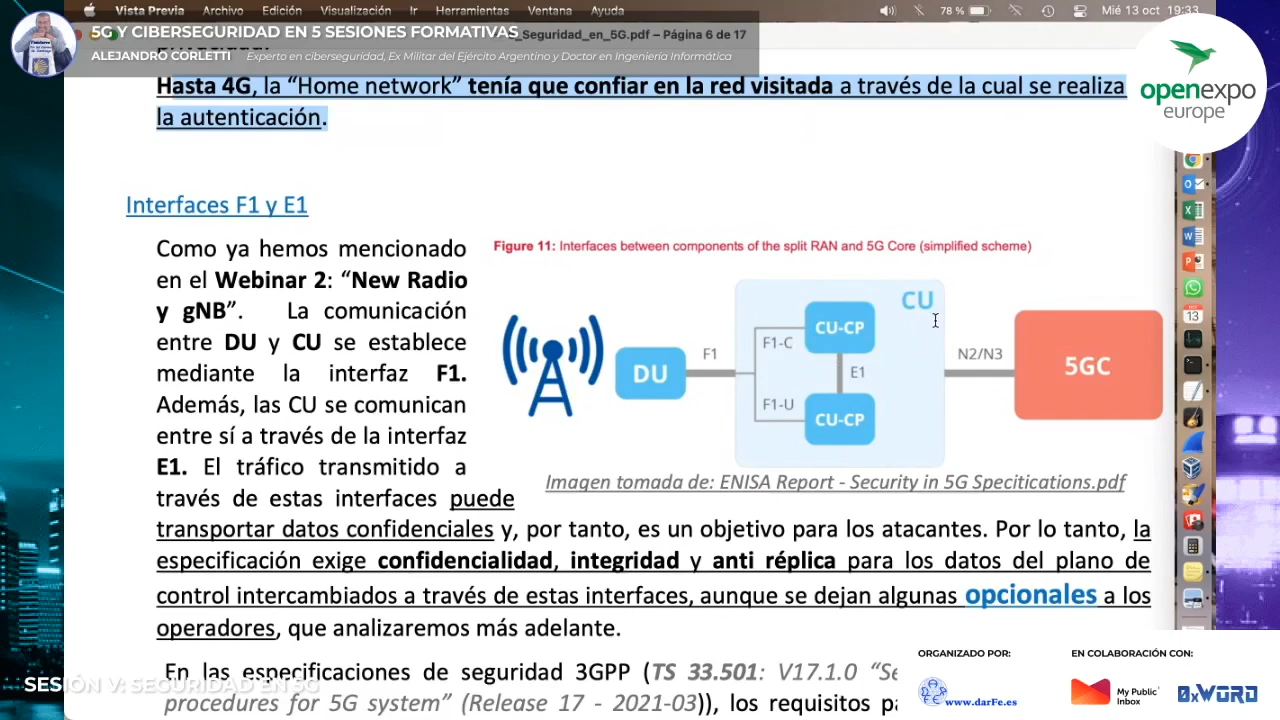 Vista Previa Archivo Edición Visualización Ir Herramientas Ventana Ayuda 78 % Mié 13 oct 19:33
5G Y CIBERSEGURIDAD EN 5 SESIONES FORMATIVAS
_Seguridad_en_5G.pdf – Página 6 de 17
ALEJANDRO CORLETTI Experto en ciberseguridad, Ex Militar del Ejército Argentino y Doctor en Ingeniería Informática
openexpo
europe
Hasta 4G, la “Home network” tenía que confiar en la red visitada a través de la cual se realiza
la autenticación.
Interfaces F1 y E1
Como ya hemos mencionado
en el Webinar 2: “New Radio
y gNB”. La comunicación
entre DU y CU se establece
mediante la interfaz F1.
Además, las CU se comunican
entre sí a través de la interfaz
E1. El tráfico transmitido a
través de estas interfaces puede
Figure 11: Interfaces between components of the split RAN and 5G Core (simplified scheme)
CU
CU-CP
F1-C
DU
F1
E1
N2/N3
5GC
F1-U
CU-CP
Imagen tomada de: ENISA Report - Security in 5G Specitications.pdf
transportar datos confidenciales y, por tanto, es un objetivo para los atacantes. Por lo tanto, la
especificación exige confidencialidad, integridad y anti réplica para los datos del plano de
control intercambiados a través de estas interfaces, aunque se dejan algunas opcionales a los
operadores, que analizaremos más adelante.
En las especificaciones de seguridad 3GPP (TS 33.501: V17.1.0 “Se
procedures for 5G system” (Release 17 - 2021-03)), los requisitos pa
SESIÓN V: SEGURIDAD EN 5G
ORGANIZADO POR:
www.darFe.es
EN COLABORACIÓN CON:
My Public
Inbox
0xWORD
13